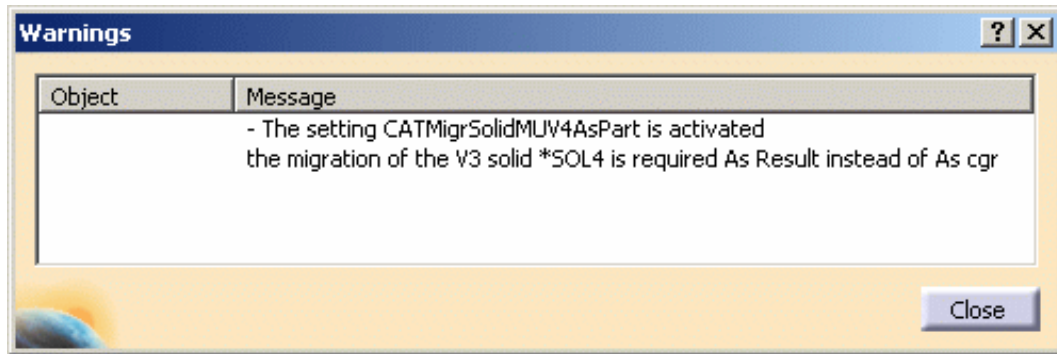 Warnings
Object Message
- The setting CATMigrSolidMUV4AsPart is activated
the migration of the V3 solid *SOL4 is required As Result instead of As cgr
Close